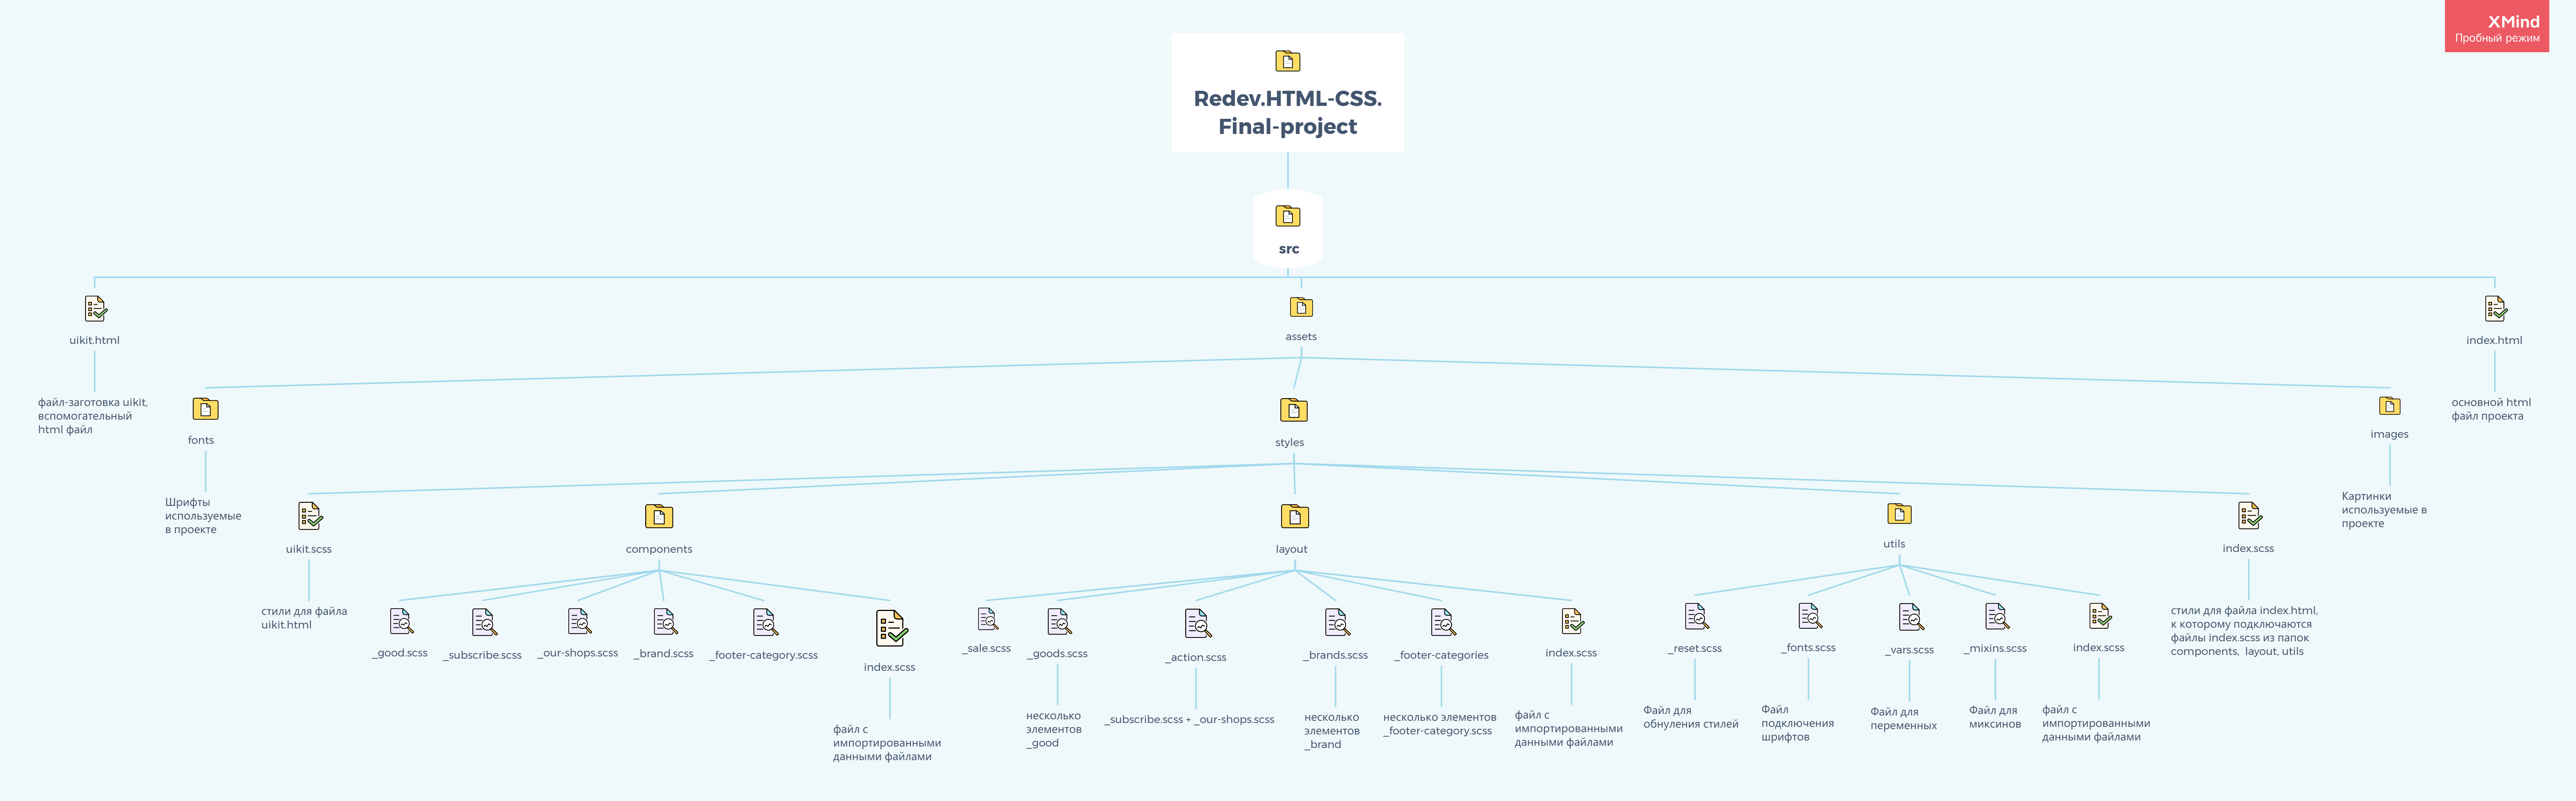 XMind
Пробный режим
Redev.HTML-CSS.
Final-project
src
uikit.html
assets
index.html
файл-заготовка uikit,
вспомогательный
html файл
fonts
styles
images
основной html
файл проекта
Шрифты
используемые
в проекте
Картинки
используемые в
проекте
uikit.scss
components
layout
utils
index.scss
стили для файла
uikit.html
_good.scss
_subscribe.scss
_our-shops.scss
_brand.scss
_footer-category.scss
index.scss
_sale.scss
_goods.scss
_action.scss
_brands.scss
_footer-categories
index.scss
_reset.scss
_fonts.scss
_vars.scss
_mixins.scss
index.scss
стили для файла index.html,
к которому подключаются
файлы index.scss из папок
components, layout, utils
файл с
импортированными
данными файлами
несколько
элементов
_good
_subscribe.scss + _our-shops.scss
несколько
элементов
_brand
несколько элементов
_footer-category.scss
файл с
импортированными
данными файлами
Файл для
обнуления стилей
Файл
подключения
шрифтов
Файл для
переменных
Файл для
миксинов
файл с
импортированными
данными файлами